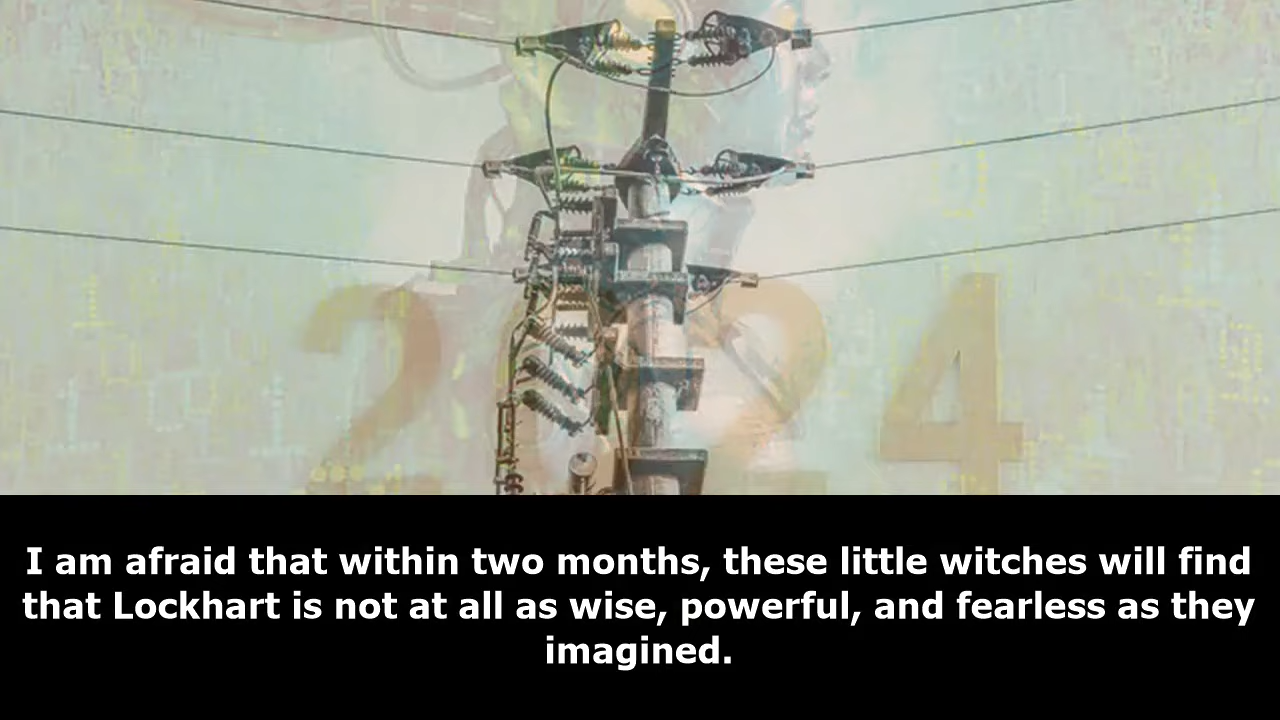 2024
I am afraid that within two months, these little witches will find
that Lockhart is not at all as wise, powerful, and fearless as they
imagined.